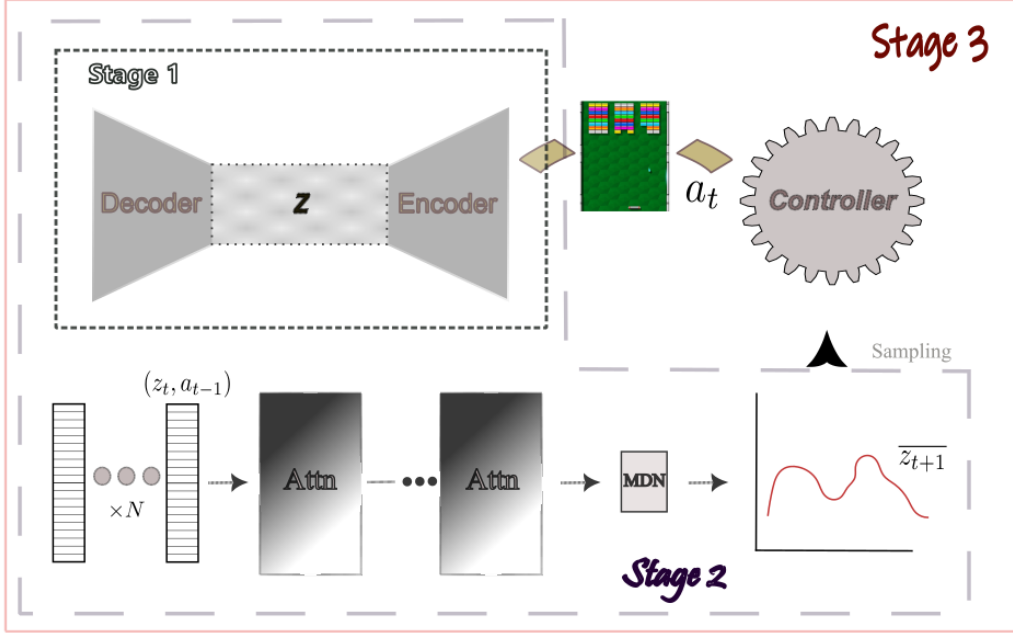 Stage 3
Stage 1
Decoder
z
Encoder
a_t
Controller
Sampling
(z_t, a_{t−1})
×N
Attn
Attn
MDN
\overline{z_{t+1}}
Stage 2